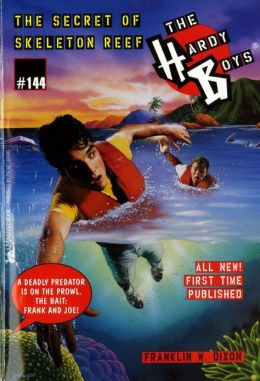 THE SECRET OF
SKELETON REEF
#144
THE
HARDY
BOYS
ALL NEW!
FIRST TIME
PUBLISHED
A DEADLY PREDATOR
IS ON THE PROWL.
THE BAIT:
FRANK AND JOE!
FRANKLIN W. DIXON